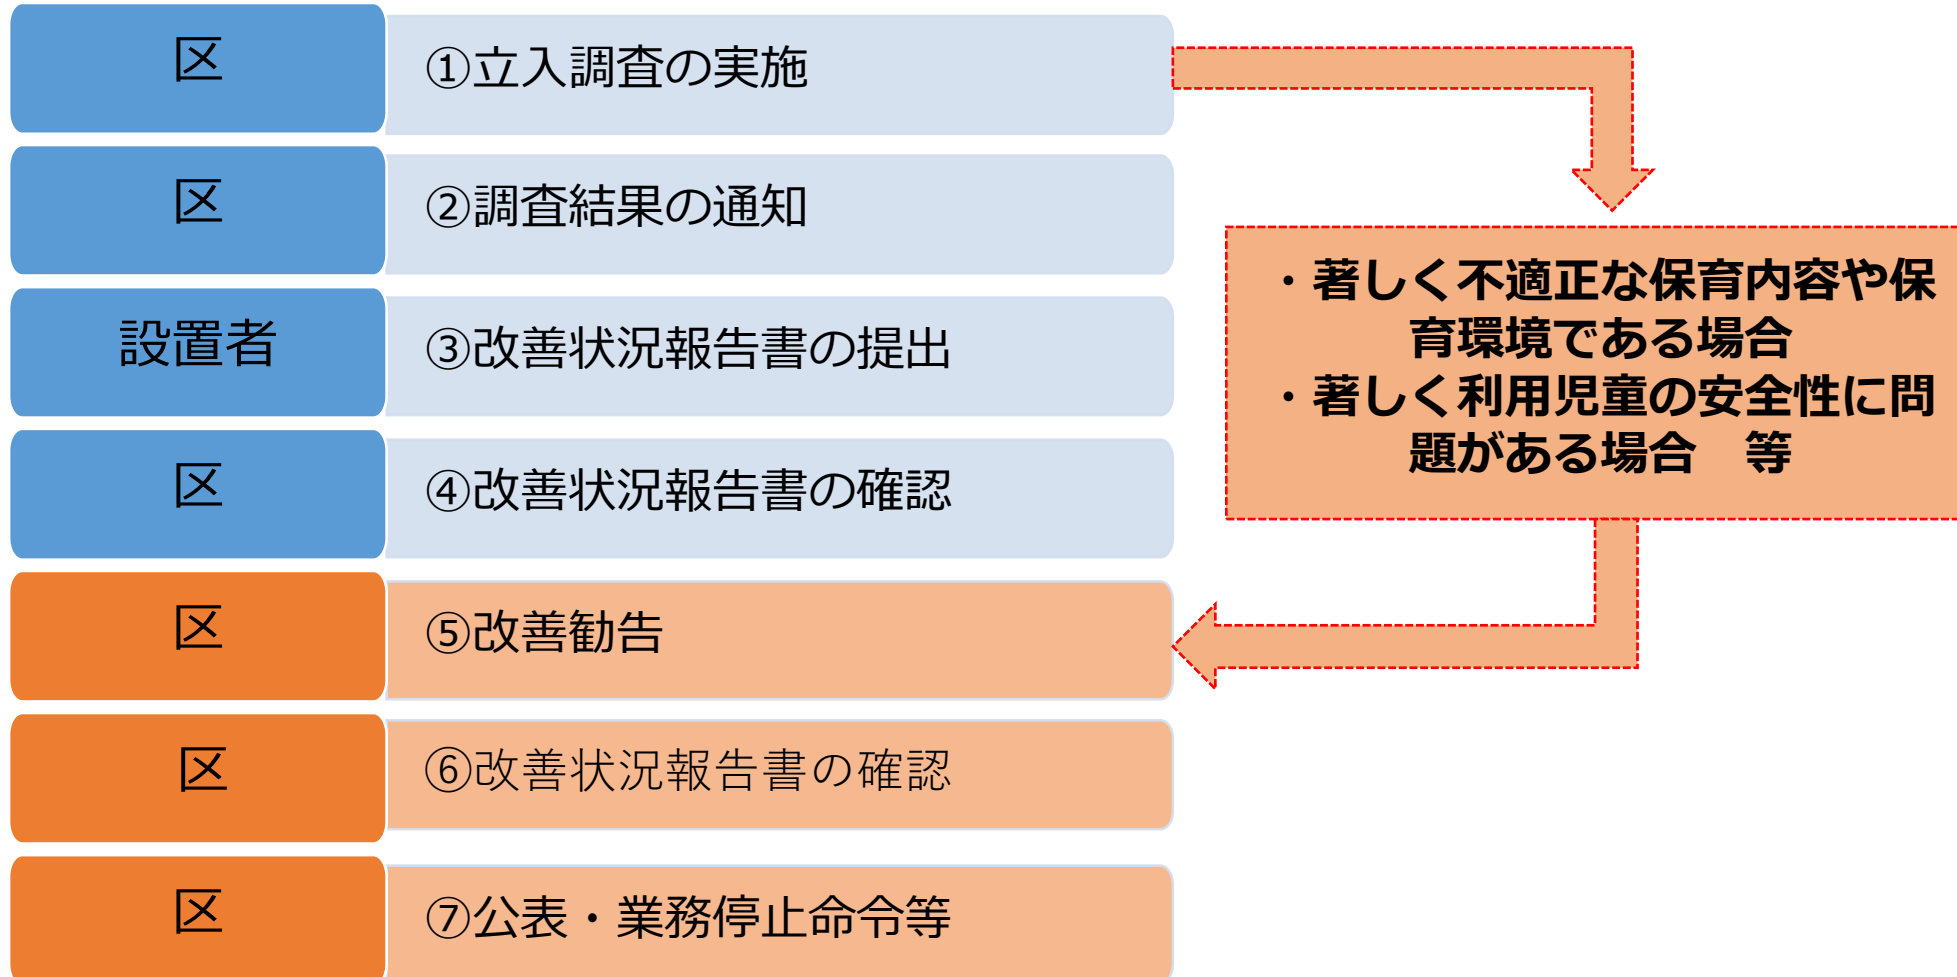 区
①立入調査の実施
区
②調査結果の通知
設置者
③改善状況報告書の提出
区
④改善状況報告書の確認
区
⑤改善勧告
区
⑥改善状況報告書の確認
区
⑦公表・業務停止命令等
・著しく不適正な保育内容や保
育環境である場合
・著しく利用児童の安全性に問
題がある場合　等